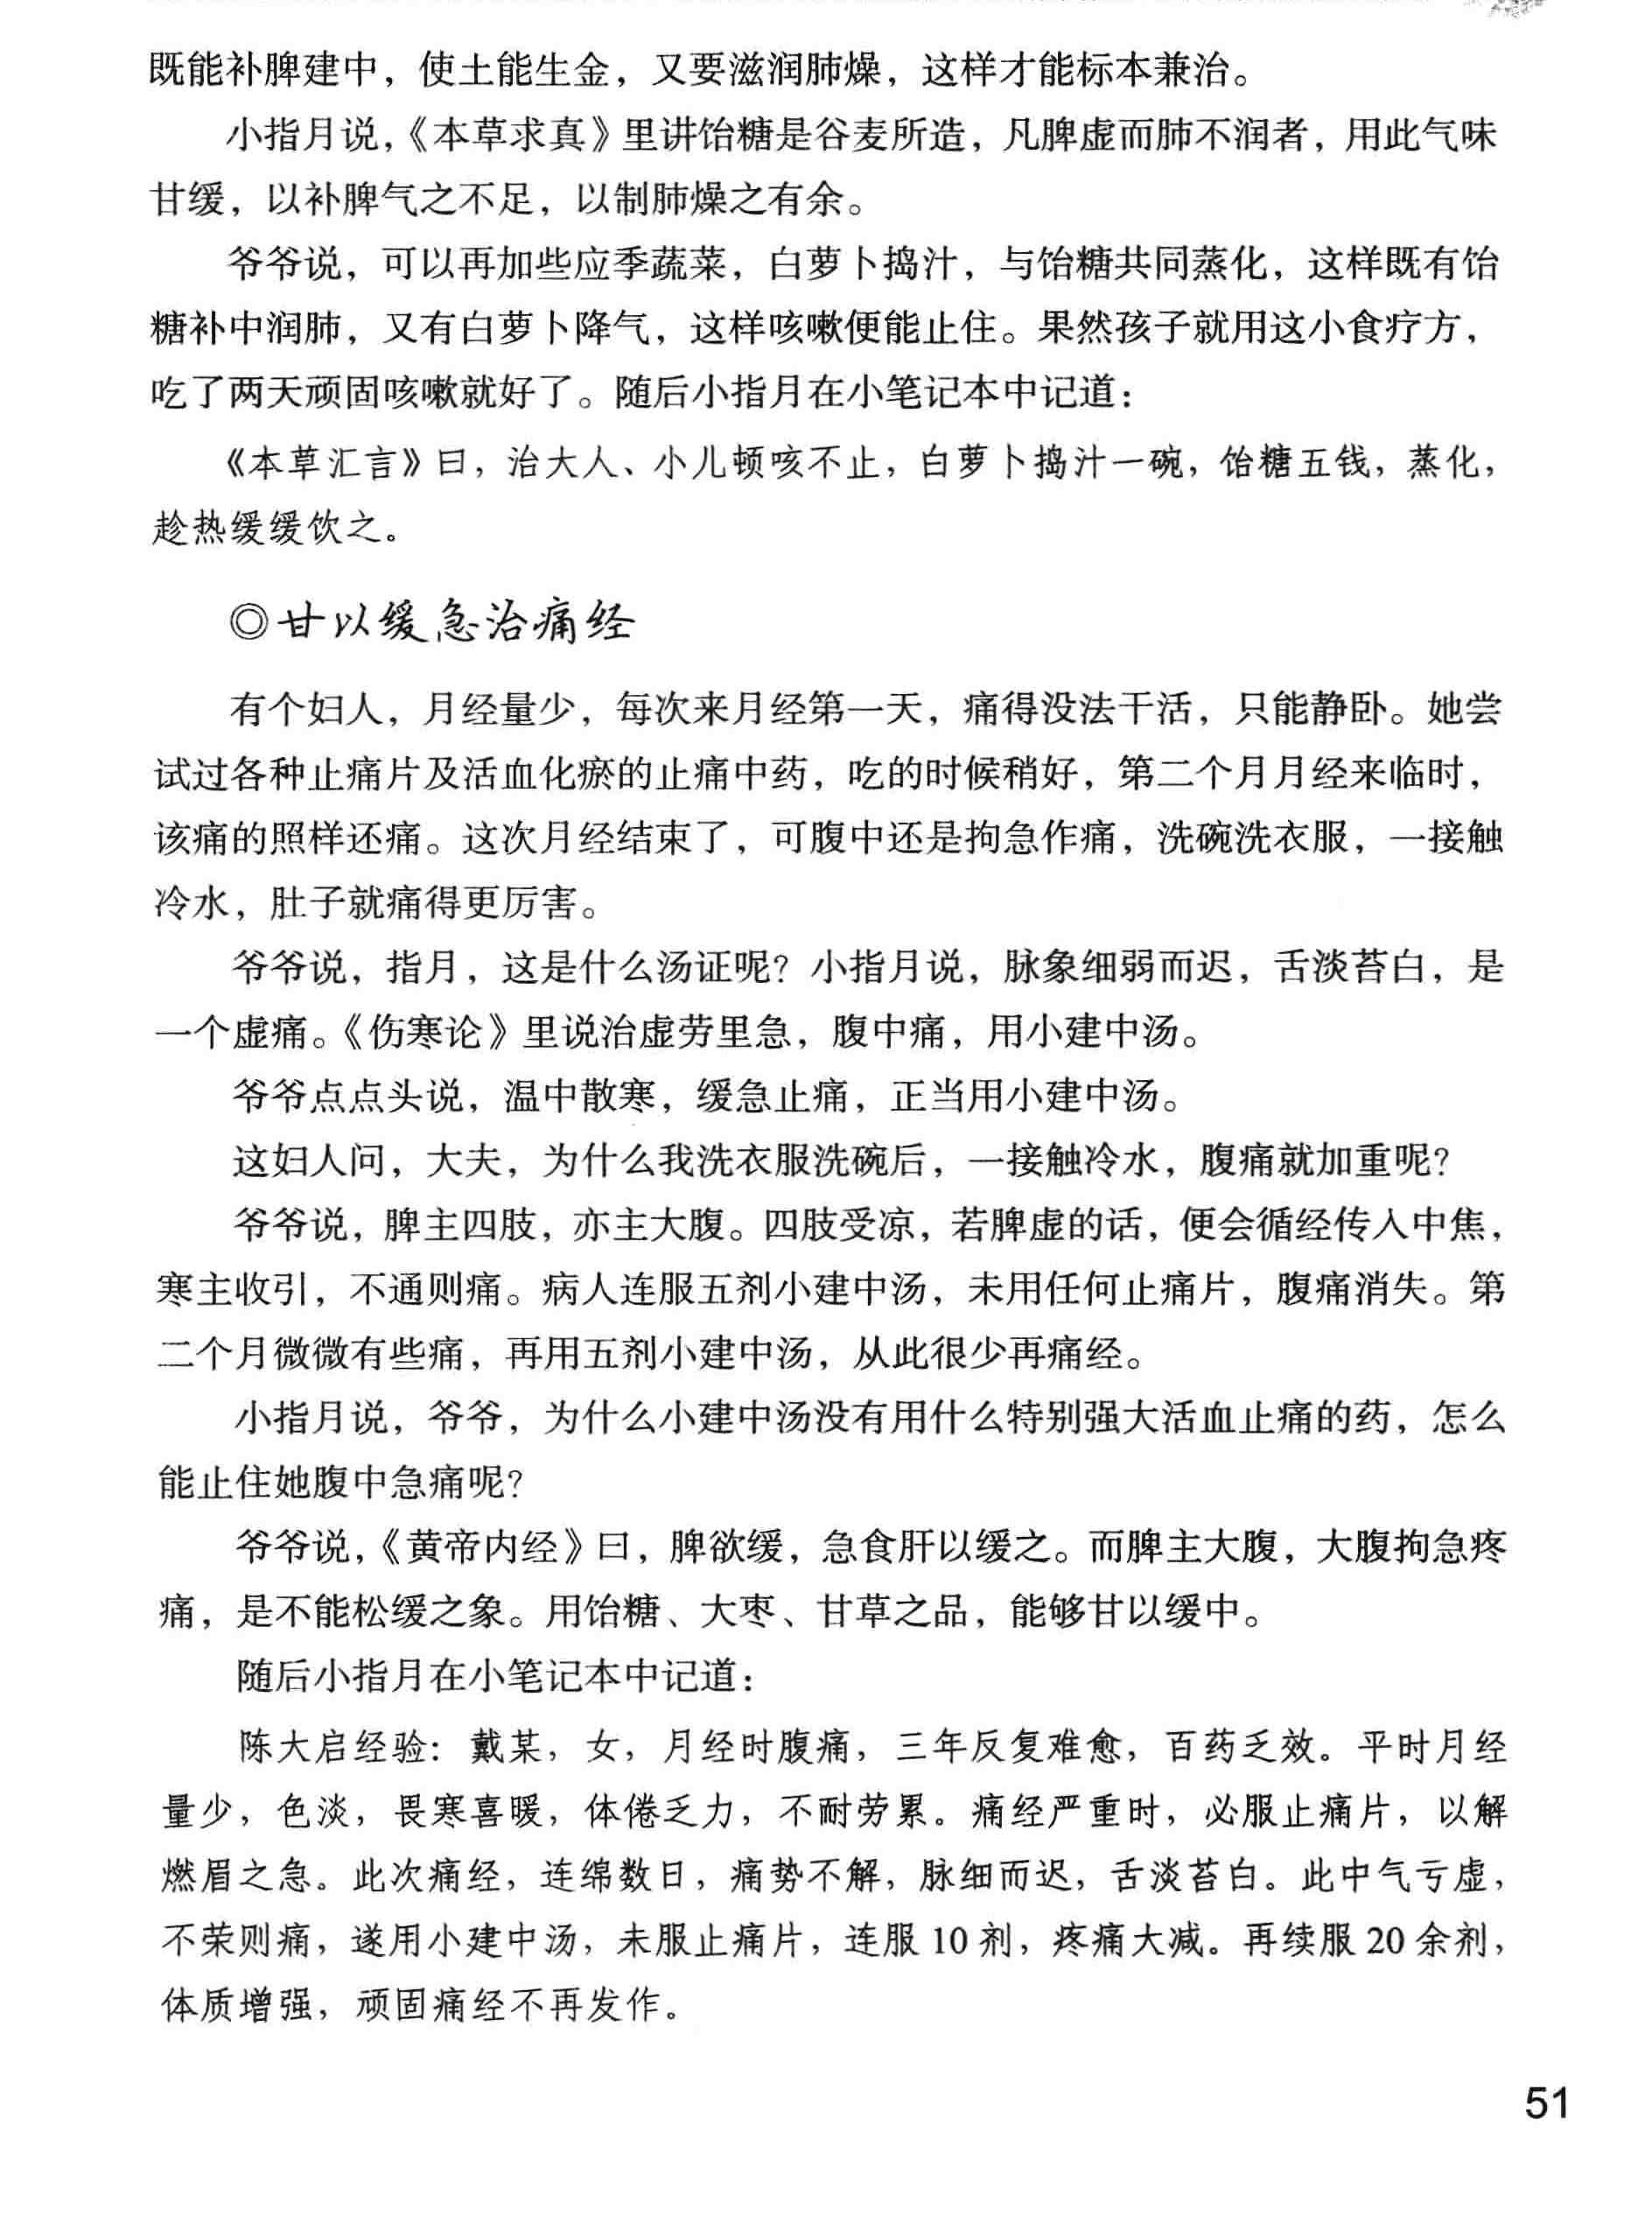 既能补脾建中，使土能生金，又要滋润肺燥，这样才能标本兼治。
小指月说，《本草求真》里讲饴糖是谷麦所造，凡脾虚而肺不润者，用此气味
甘缓，以补脾气之不足，以制肺燥之有余。
爷爷说，可以再加些应季蔬菜，白萝卜捣汁，与饴糖共同蒸化，这样既有饴
糖补中润肺，又有白萝卜降气，这样咳嗽便能止住。果然孩子就用这小食疗方，
吃了两天顽固咳嗽就好了。随后小指月在小笔记本中记道：
《本草汇言》曰，治大人、小儿顿咳不止，白萝卜捣汁一碗，饴糖五钱，蒸化，
趁热缓缓饮之。
◎甘以缓急治痛经
有个妇人，月经量少，每次来月经第一天，痛得没法干活，只能静卧。她尝
试过各种止痛片及活血化瘀的止痛中药，吃的时候稍好，第二个月月经来临时，
该痛的照样还痛。这次月经结束了，可腹中还是拘急作痛，洗碗洗衣服，一接触
冷水，肚子就痛得更厉害。
爷爷说，指月，这是什么汤证呢？小指月说，脉象细弱而迟，舌淡苔白，是
一个虚痛。《伤寒论》里说治虚劳里急，腹中痛，用小建中汤。
爷爷点点头说，温中散寒，缓急止痛，正当用小建中汤。
这妇人问，大夫，为什么我洗衣服洗碗后，一接触冷水，腹痛就加重呢？
爷爷说，脾主四肢，亦主大腹。四肢受凉，若脾虚的话，便会循经传入中焦，
寒主收引，不通则痛。病人连服五剂小建中汤，未用任何止痛片，腹痛消失。第
二个月微微有些痛，再用五剂小建中汤，从此很少再痛经。
小指月说，爷爷，为什么小建中汤没有用什么特别强大活血止痛的药，怎么
能止住她腹中急痛呢？
爷爷说，《黄帝内经》曰，脾欲缓，急食肝以缓之。而脾主大腹，大腹拘急疼
痛，是不能松缓之象。用饴糖、大枣、甘草之品，能够甘以缓中。
随后小指月在小笔记本中记道：
陈大启经验：戴某，女，月经时腹痛，三年反复难愈，百药乏效。平时月经
量少，色淡，畏寒喜暖，体倦乏力，不耐劳累。痛经严重时，必服止痛片，以解
燃眉之急。此次痛经，连绵数日，痛势不解，脉细而迟，舌淡苔白。此中气亏虚，
不荣则痛，遂用小建中汤，未服止痛片，连服 10 剂，疼痛大减。再续服 20 余剂，
体质增强，顽固痛经不再发作。
51